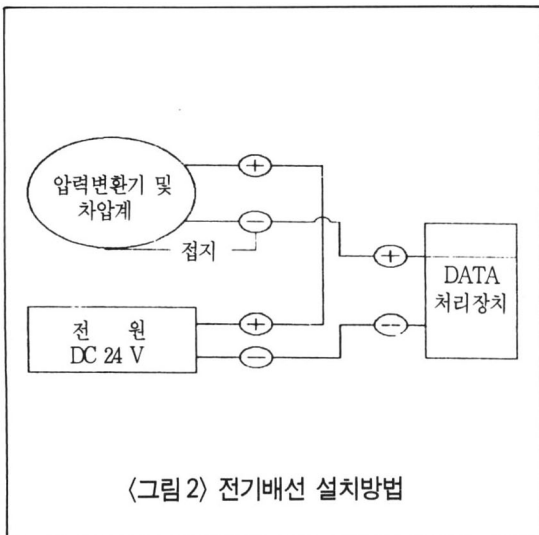 압력변환기 및
차압계
+
−
접지
+
DATA
처리장치
−
전 원
DC 24 V
+
−
〈그림 2〉 전기배선 설치방법